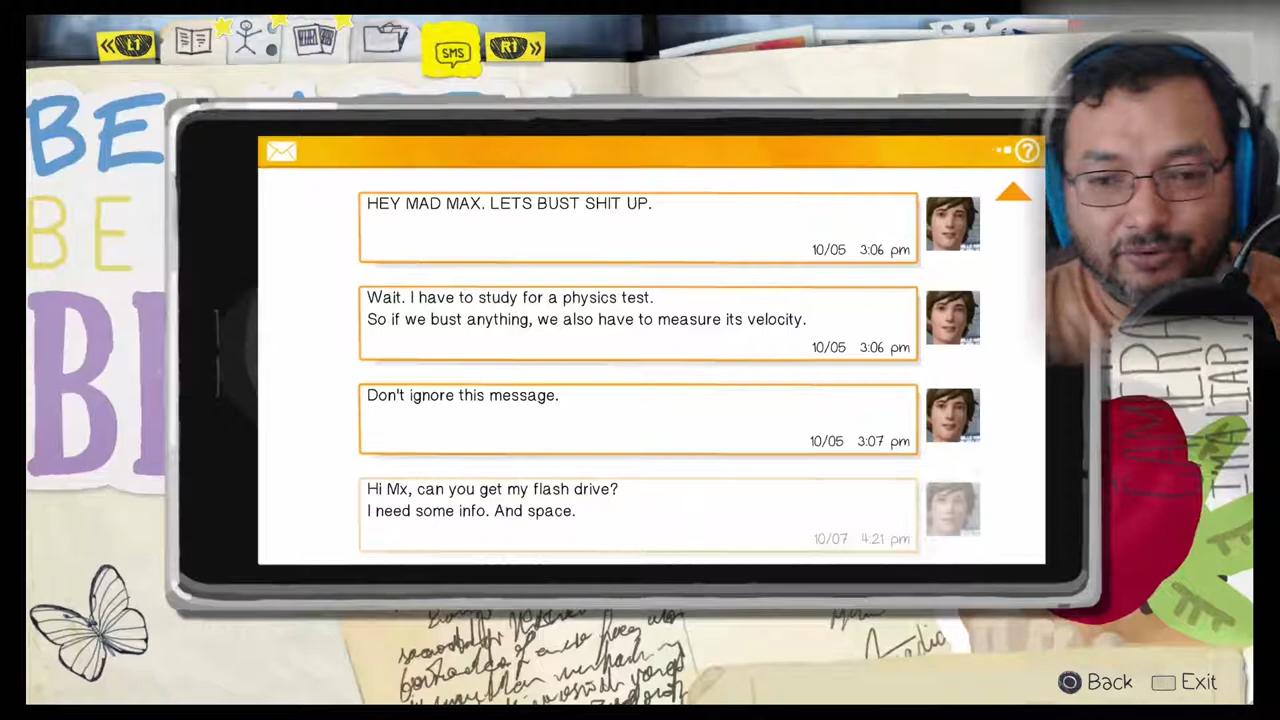 L1
SMS
R1
BE
BE
HEY MAD MAX. LETS BUST SHIT UP.
10/05 3:06 pm
Wait. I have to study for a physics test.
So if we bust anything, we also have to measure its velocity.
10/05 3:06 pm
Don't ignore this message.
10/05 3:07 pm
Hi Mx, can you get my flash drive?
I need some info. And space.
10/07 4:21 pm
Back
Exit